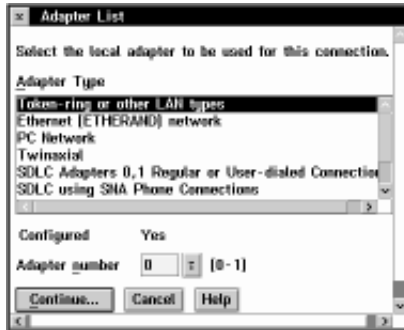 Adapter List
Select the local adapter to be used for this connection.
Adapter Type
Token-ring or other LAN types
Ethernet (ETHERAND) network
PC Network
Twinaxial
SDLC Adapters 0,1 Regular or User-dialed Connection
SDLC using SNA Phone Connections
Configured Yes
Adapter number 0 (0-1)
Continue... Cancel Help